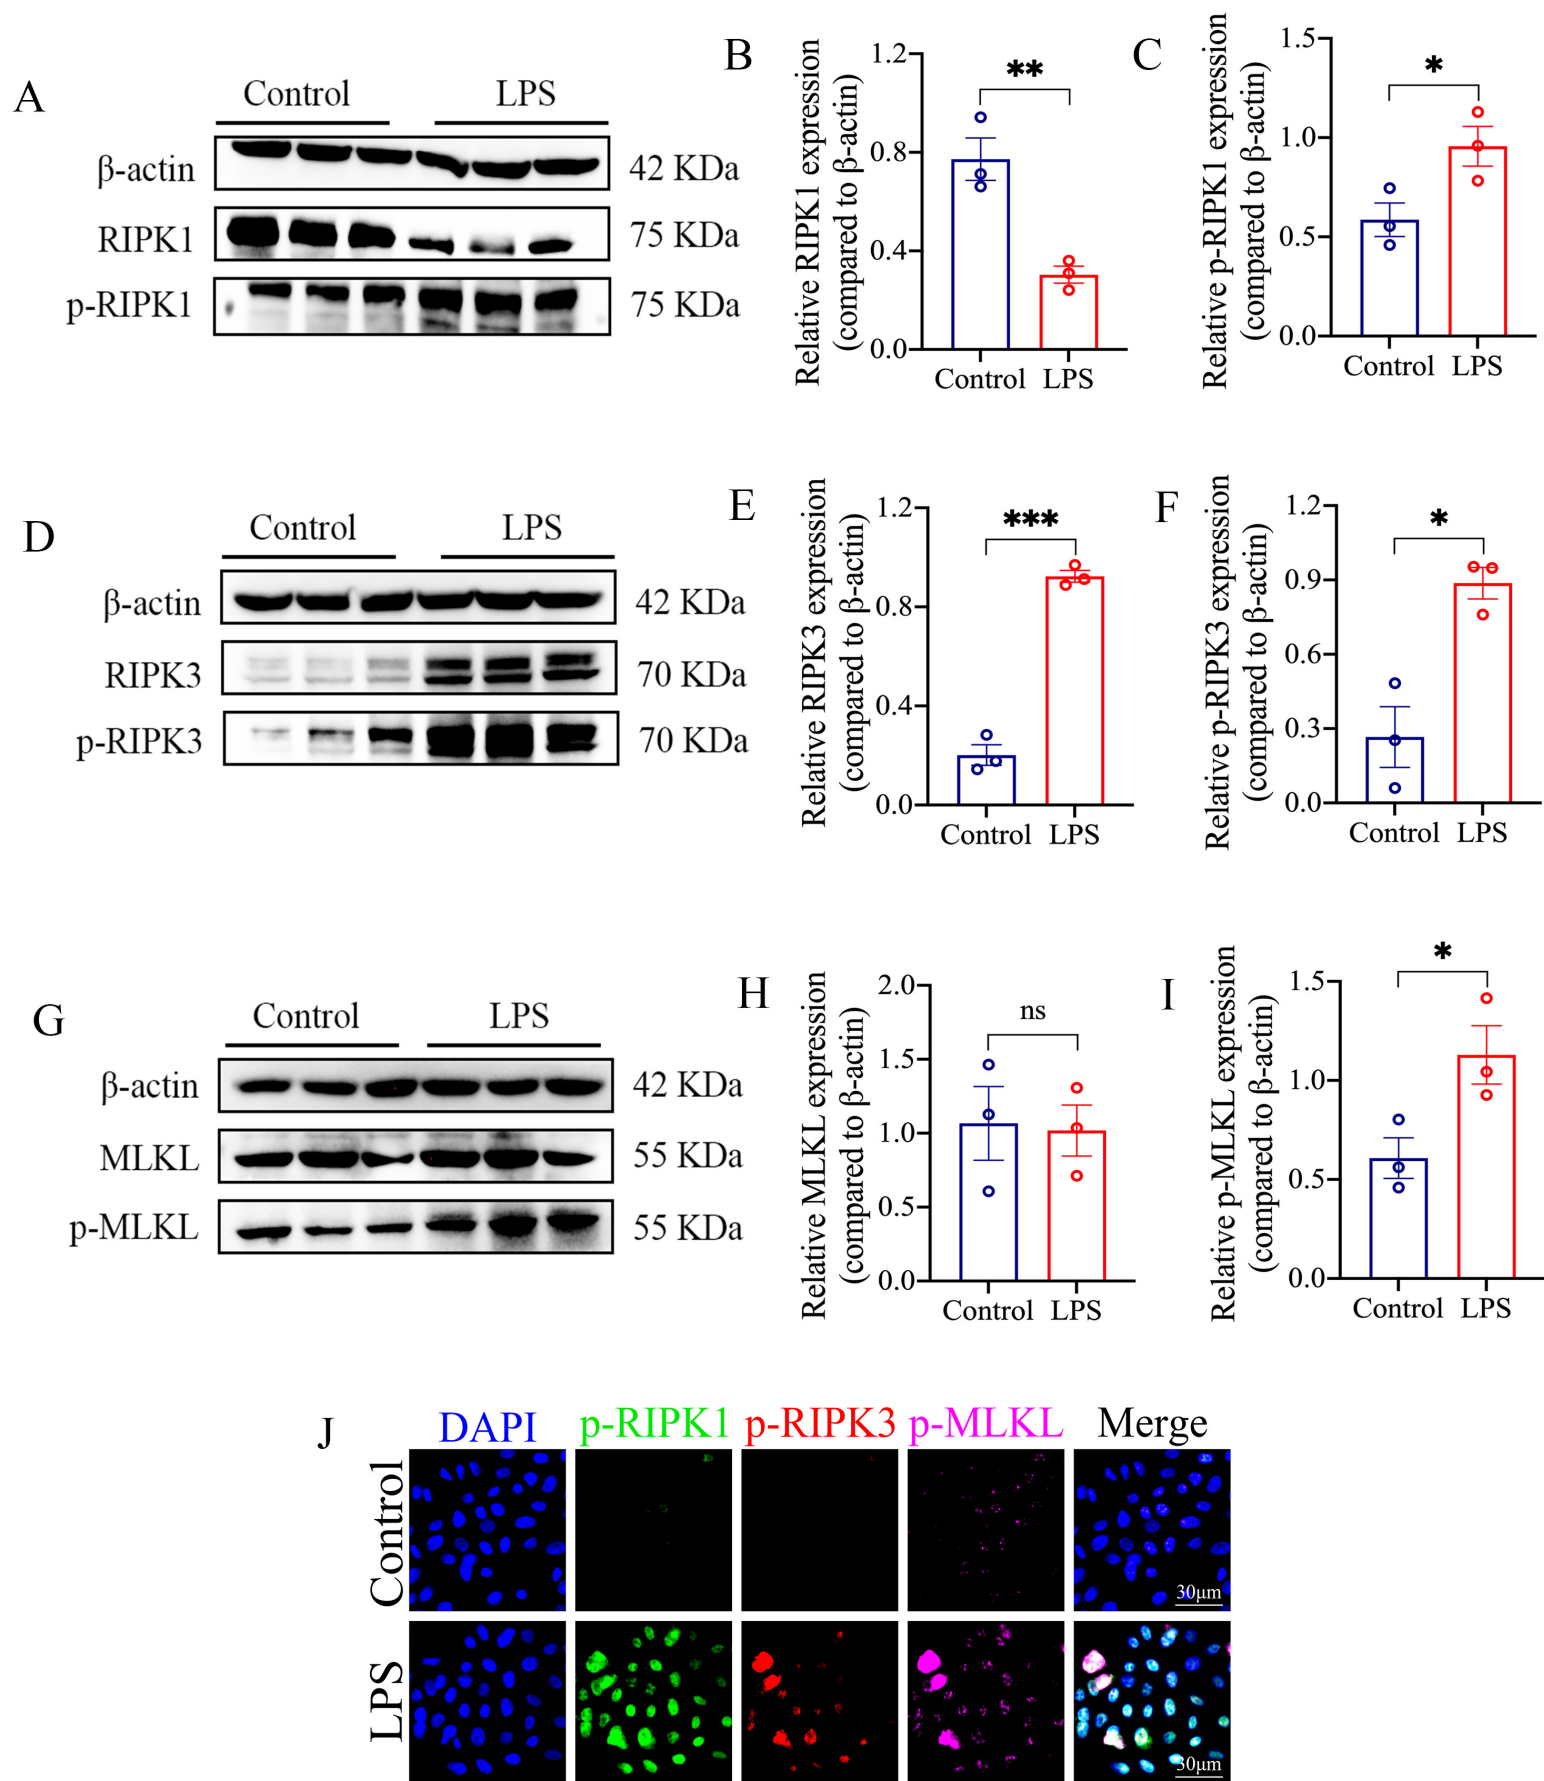 A
Control LPS
β-actin 42 KDa
RIPK1 75 KDa
p-RIPK1 75 KDa
B
Relative RIPK1 expression
(compared to β-actin)
1.2
0.8
0.4
0.0
**
Control LPS
C
Relative p-RIPK1 expression
(compared to β-actin)
1.5
1.0
0.5
0.0
*
Control LPS
D
Control LPS
β-actin 42 KDa
RIPK3 70 KDa
p-RIPK3 70 KDa
E
Relative RIPK3 expression
(compared to β-actin)
1.2
0.8
0.4
0.0
***
Control LPS
F
Relative p-RIPK3 expression
(compared to β-actin)
1.2
0.9
0.6
0.3
0.0
*
Control LPS
G
Control LPS
β-actin 42 KDa
MLKL 55 KDa
p-MLKL 55 KDa
H
Relative MLKL expression
(compared to β-actin)
2.0
1.5
1.0
0.5
0.0
ns
Control LPS
I
Relative p-MLKL expression
(compared to β-actin)
1.5
1.0
0.5
0.0
*
Control LPS
J
DAPI p-RIPK1 p-RIPK3 p-MLKL Merge
Control
30μm
LPS
30μm